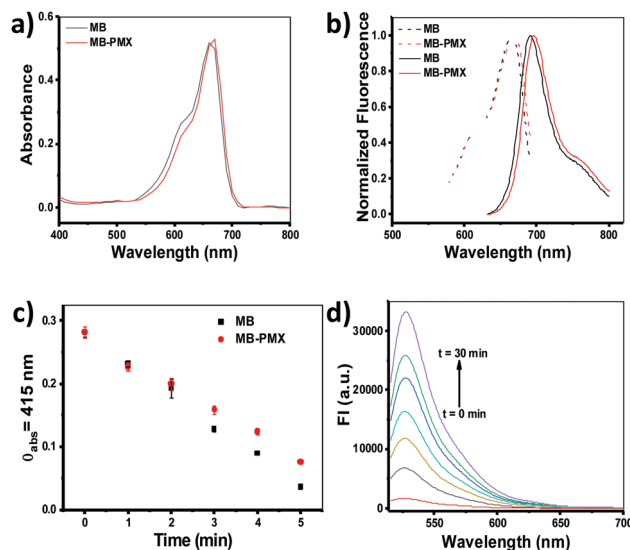 a)
MB
MB-PMX
Absorbance
0.6
0.4
0.2
0.0
400 500 600 700 800
Wavelength (nm)
b)
MB
MB-PMX
MB
MB-PMX
Normalized Fluorescence
1.0
0.8
0.6
0.4
0.2
0.0
500 600 700 800
Wavelength (nm)
c)
MB
MB-PMX
θabs= 415 nm
0.3
0.2
0.1
0.0
0 1 2 3 4 5
Time (min)
d)
t = 30 min
t = 0 min
FI (a.u.)
30000
20000
10000
0
550 600 650 700
Wavelength (nm)